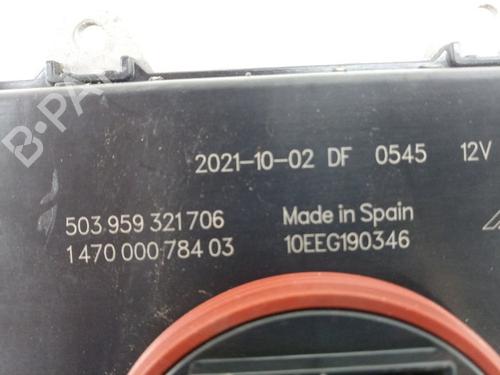 2021-10-02 DF 0545 12V
503 959 321 706 Made in Spain
1 470 000 784 03 10EEG190346
B-PA